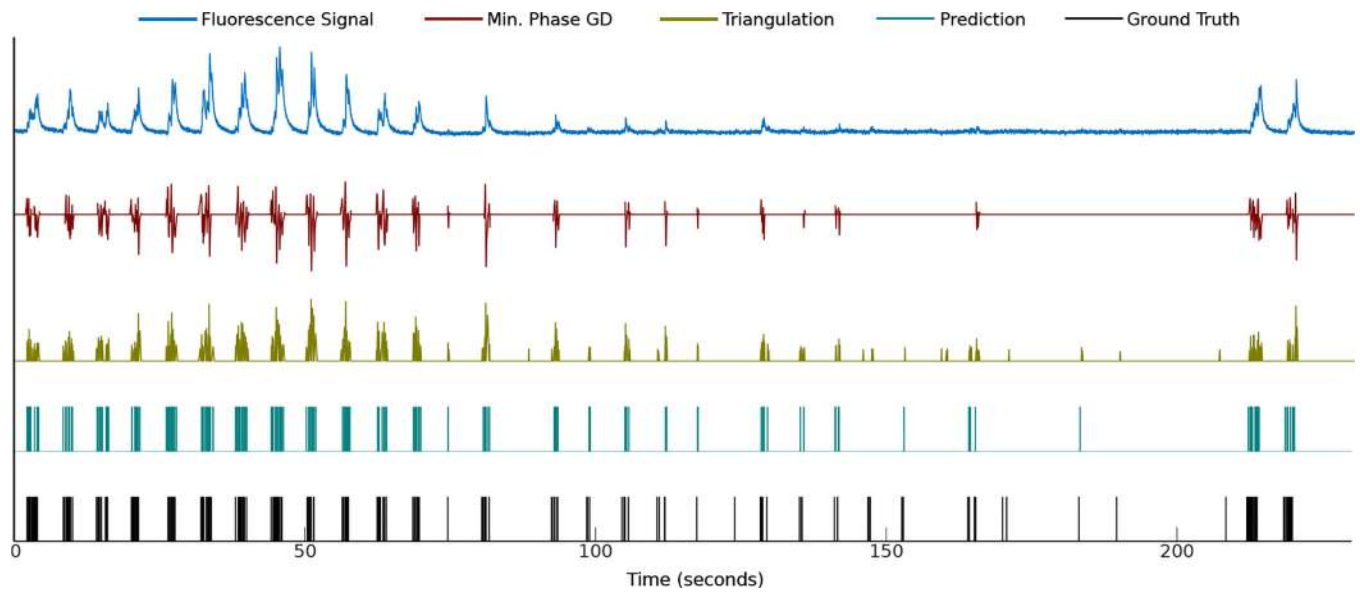 Fluorescence Signal Min. Phase GD Triangulation Prediction Ground Truth
0 50 100 150 200
Time (seconds)